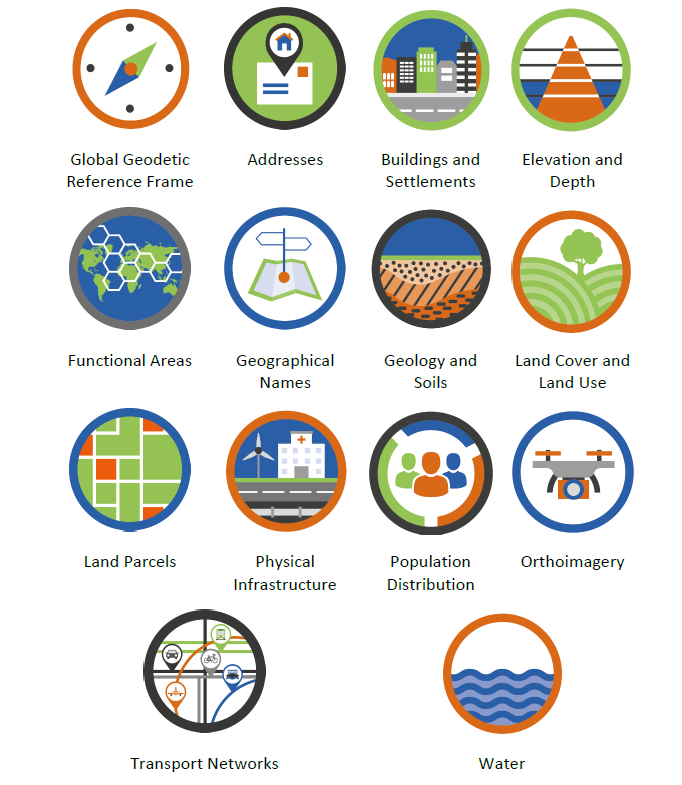 Global Geodetic
Reference Frame
Addresses
Buildings and
Settlements
Elevation and
Depth
Functional Areas
Geographical
Names
Geology and
Soils
Land Cover and
Land Use
Land Parcels
Physical
Infrastructure
Population
Distribution
Orthoimagery
Transport Networks
Water